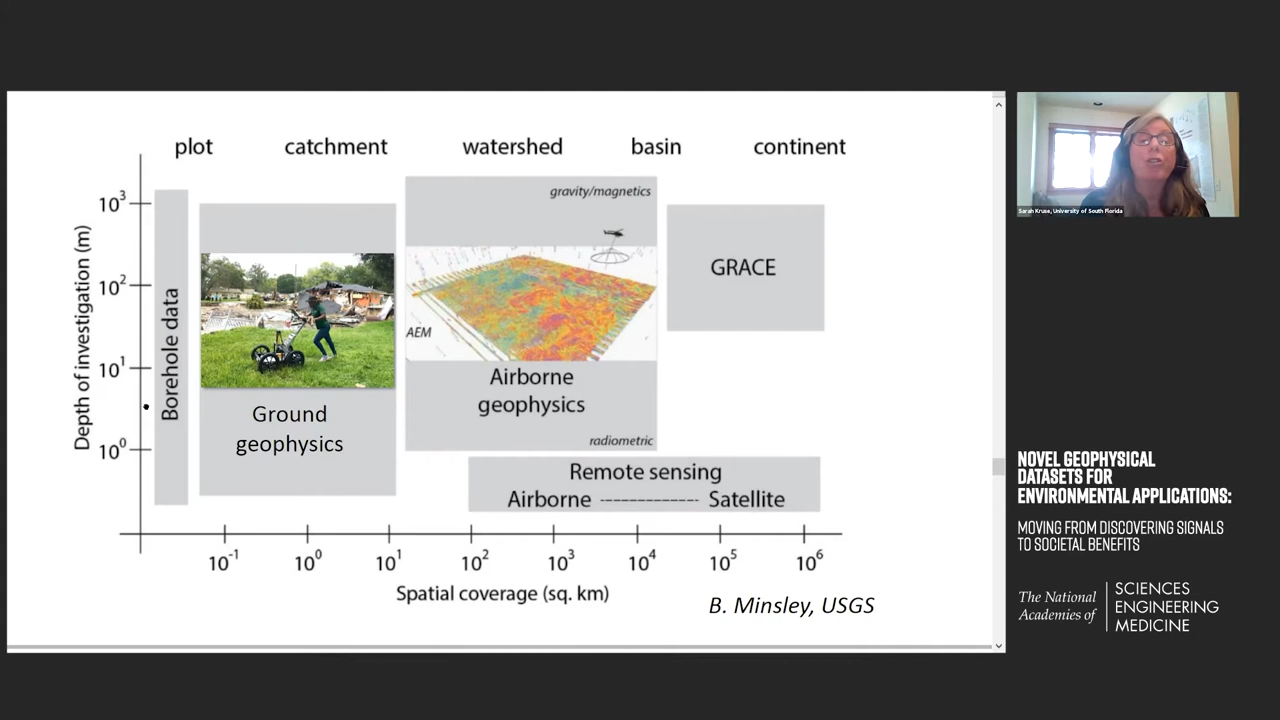 plot catchment watershed basin continent
gravity/magnetics
10³
10²
10¹
10⁰
Depth of investigation (m)
Borehole data
Ground
geophysics
AEM
Airborne
geophysics
radiometric
GRACE
Remote sensing
Airborne ---------------- Satellite
10⁻¹ 10⁰ 10¹ 10² 10³ 10⁴ 10⁵ 10⁶
Spatial coverage (sq. km)
B. Minsley, USGS
Sarah Kruse, University of South Florida
NOVEL GEOPHYSICAL
DATASETS FOR
ENVIRONMENTAL APPLICATIONS:
MOVING FROM DISCOVERING SIGNALS
TO SOCIETAL BENEFITS
The National
Academies of
SCIENCES
ENGINEERING
MEDICINE